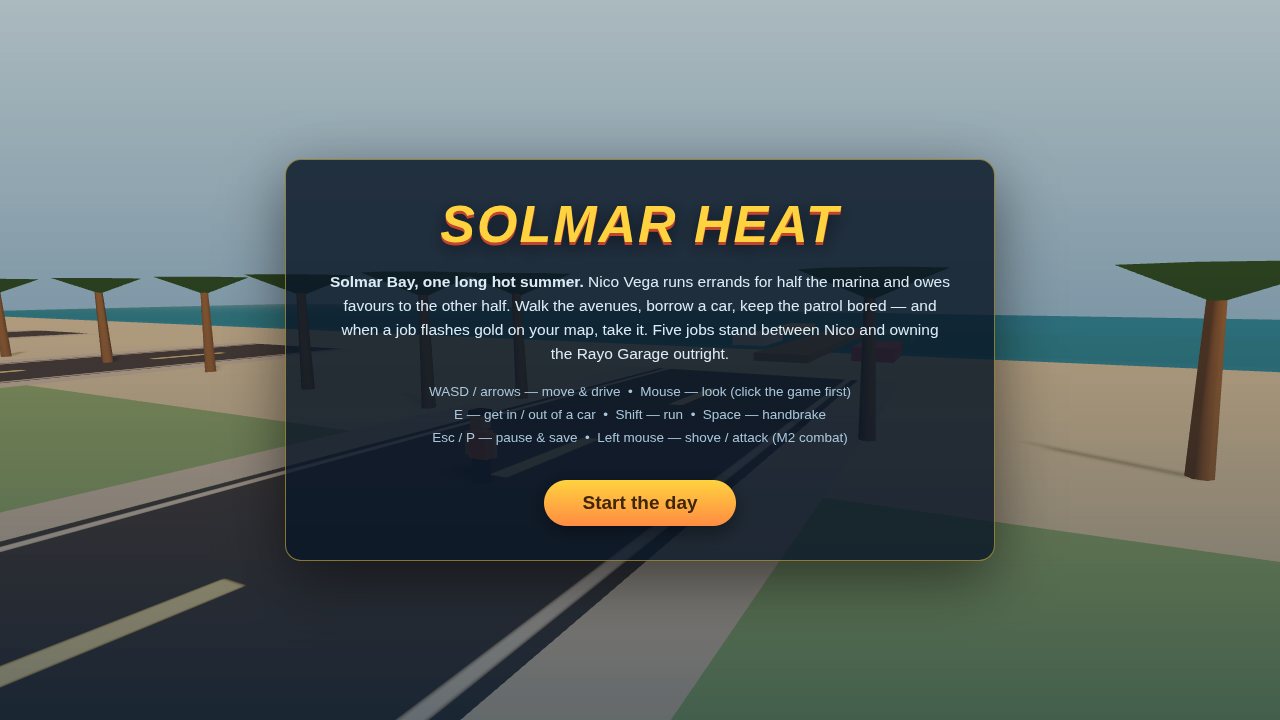 SOLMAR HEAT
Solmar Bay, one long hot summer. Nico Vega runs errands for half the marina and owes
favours to the other half. Walk the avenues, borrow a car, keep the patrol bored — and
when a job flashes gold on your map, take it. Five jobs stand between Nico and owning
the Rayo Garage outright.
WASD / arrows — move & drive • Mouse — look (click the game first)
E — get in / out of a car • Shift — run • Space — handbrake
Esc / P — pause & save • Left mouse — shove / attack (M2 combat)
Start the day